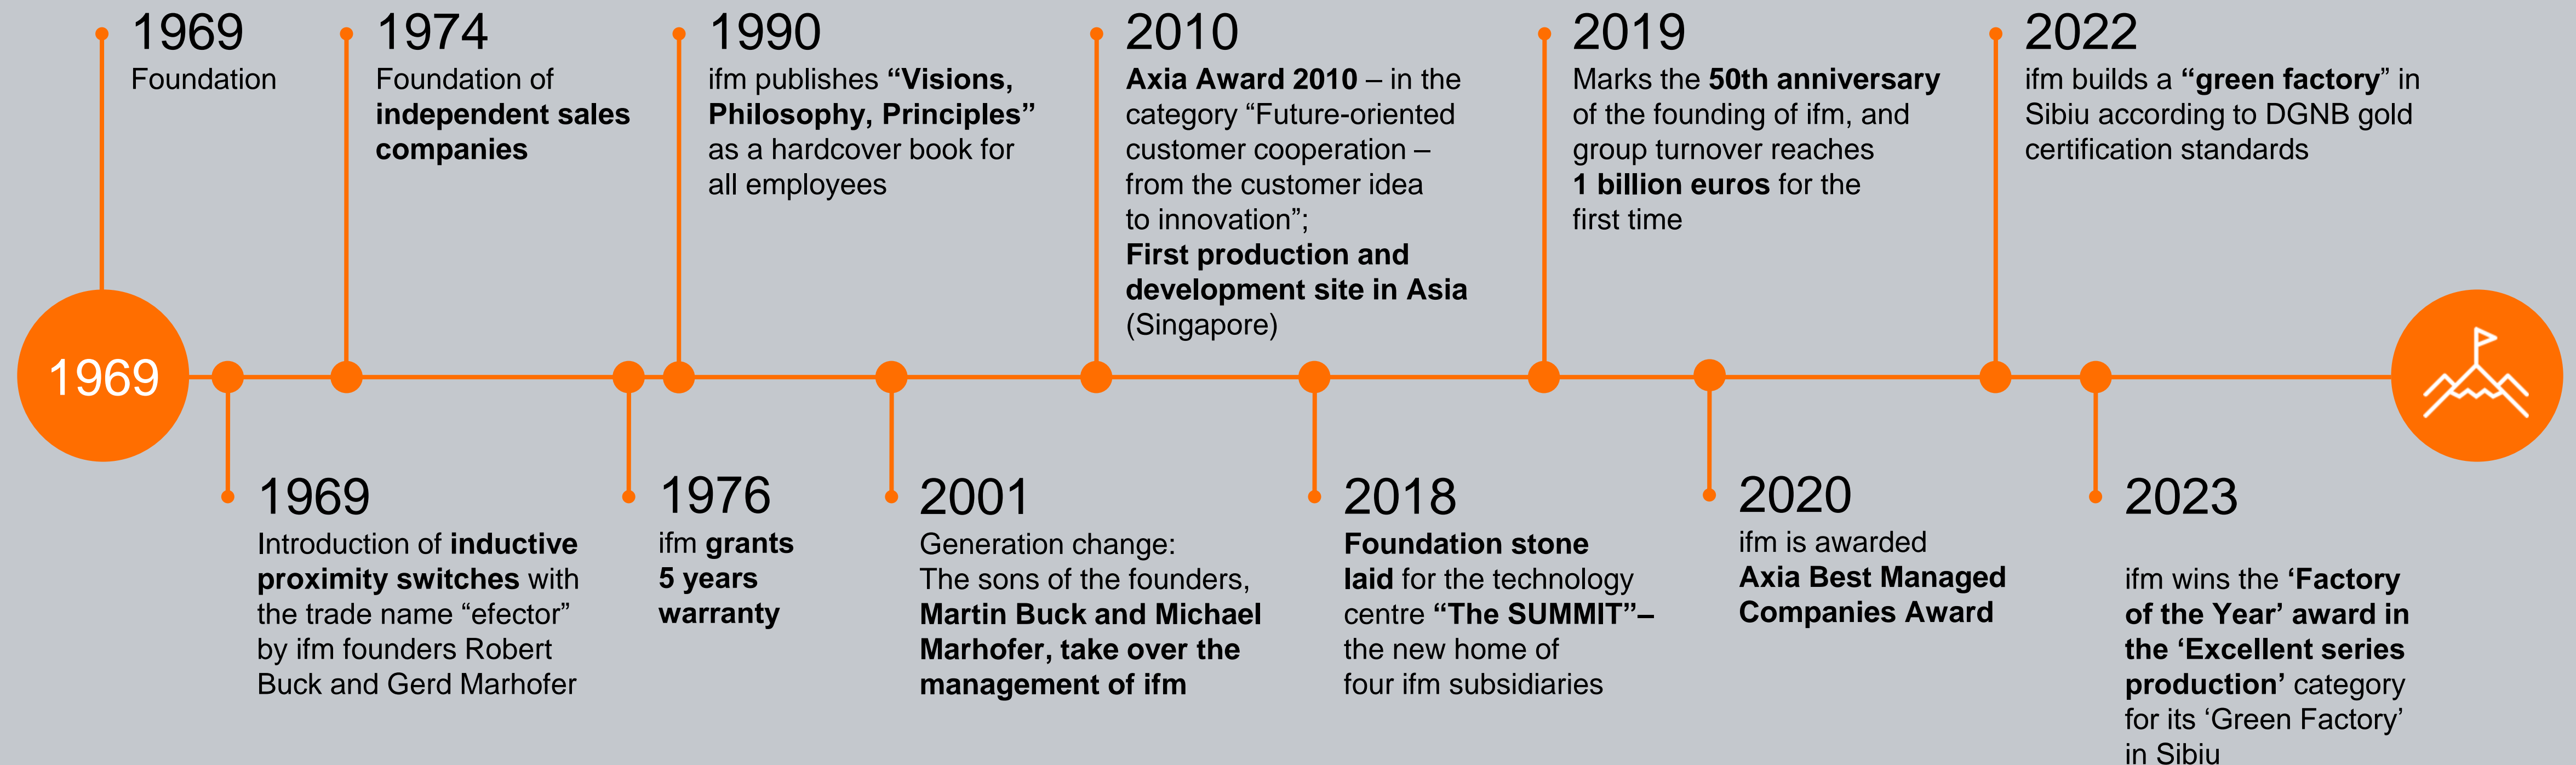 1969
Foundation
1974
Foundation of
independent sales
companies
1990
ifm publishes “Visions,
Philosophy, Principles”
as a hardcover book for
all employees
2010
Axia Award 2010 – in the
category “Future-oriented
customer cooperation –
from the customer idea
to innovation”;
First production and
development site in Asia
(Singapore)
2019
Marks the 50th anniversary
of the founding of ifm, and
group turnover reaches
1 billion euros for the
first time
2022
ifm builds a “green factory” in
Sibiu according to DGNB gold
certification standards
1969
1969
Introduction of inductive
proximity switches with
the trade name “efector”
by ifm founders Robert
Buck and Gerd Marhofer
1976
ifm grants
5 years
warranty
2001
Generation change:
The sons of the founders,
Martin Buck and Michael
Marhofer, take over the
management of ifm
2018
Foundation stone
laid for the technology
centre “The SUMMIT”–
the new home of
four ifm subsidiaries
2020
ifm is awarded
Axia Best Managed
Companies Award
2023
ifm wins the ‘Factory
of the Year’ award in
the ‘Excellent series
production’ category
for its ‘Green Factory’
in Sibiu